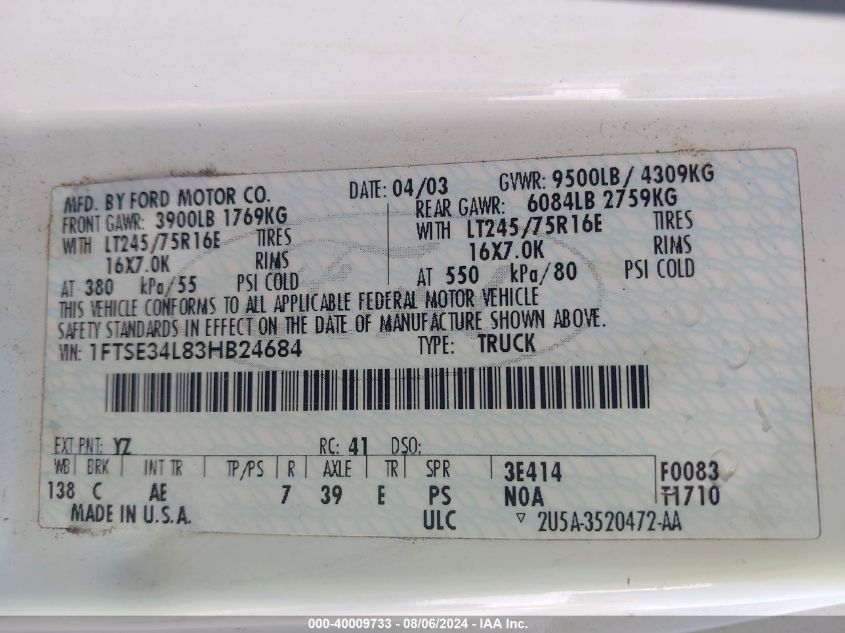 MFD. BY FORD MOTOR CO. DATE: 04/03 GVWR: 9500LB/ 4309KG
FRONT GAWR: 3900LB 1769KG REAR GAWR: 6084LB 2759KG
WITH LT245/75R16E TIRES WITH LT245/75R16E TIRES
16X7.0K RIMS 16X7.0K RIMS
AT 380 kPa/55 PSI COLD AT 550 kPa/80 PSI COLD
THIS VEHICLE CONFORMS TO ALL APPLICABLE FEDERAL MOTOR VEHICLE
SAFETY STANDARDS IN EFFECT ON THE DATE OF MANUFACTURE SHOWN ABOVE.
VIN: 1FTSE34L83HB24684 TYPE: TRUCK
EXT PNT: YZ RC: 41 DSO:
WB BRK INT TR TP/PS R AXLE TR SPR 3E414 F0083
138 C AE 7 39 E PS N0A T1710
MADE IN U.S.A. ULC ▽ 2U5A-3520472-AA
000-40009733 - 08/06/2024 - IAA Inc.